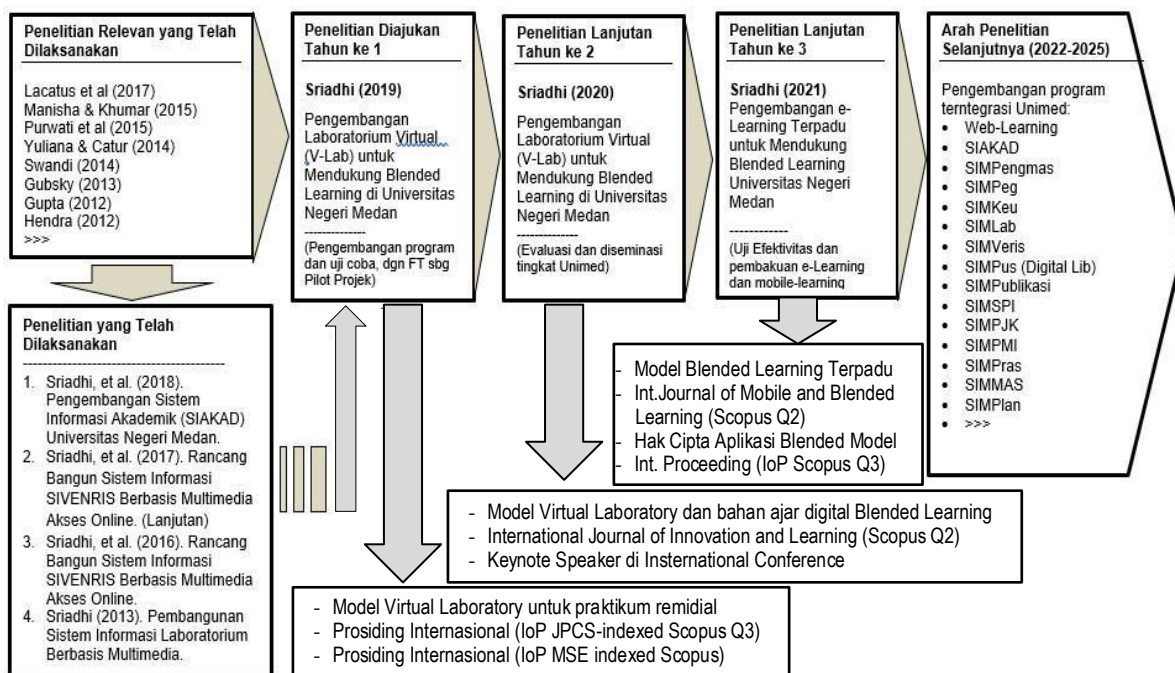 Penelitian Relevan yang Telah
Dilaksanakan
Lacatus et al (2017)
Manisha & Khumar (2015)
Purwati et al (2015)
Yuliana & Catur (2014)
Swandi (2014)
Gubsky (2013)
Gupta (2012)
Hendra (2012)
>>>
Penelitian yang Telah
Dilaksanakan
----------------------------------------
1. Sriadhi, et al. (2018).
Pengembangan Sistem
Informasi Akademik (SIAKAD)
Universitas Negeri Medan.
2. Sriadhi, et al. (2017). Rancang
Bangun Sistem Informasi
SIVENRIS Berbasis Multimedia
Akses Online. (Lanjutan)
3. Sriadhi, et al. (2016). Rancang
Bangun Sistem Informasi
SIVENRIS Berbasis Multimedia
Akses Online.
4. Sriadhi (2013). Pembangunan
Sistem Informasi Laboratorium
Berbasis Multimedia.
Penelitian Diajukan
Tahun ke 1
Sriadhi (2019)
Pengembangan
Laboratorium Virtual
(V-Lab) untuk
Mendukung Blended
Learning di Universitas
Negeri Medan
--------------
(Pengembangan program
dan uji coba, dgn FT sbg
Pilot Projek)
Penelitian Lanjutan
Tahun ke 2
Sriadhi (2020)
Pengembangan
Laboratorium Virtual
(V-Lab) untuk
Mendukung Blended
Learning di Universitas
Negeri Medan
--------------
(Evaluasi dan diseminasi
tingkat Unimed)
Penelitian Lanjutan
Tahun ke 3
Sriadhi (2021)
Pengembangan e-
Learning Terpadu
untuk Mendukung
Blended Learning
Universitas Negeri
Medan
-------------
(Uji Efektivitas dan
pembakuan e-Learning
dan mobile-learning
Arah Penelitian
Selanjutnya (2022-2025)
Pengembangan program
terntegrasi Unimed:
• Web-Learning
• SIAKAD
• SIMPengmas
• SIMPeg
• SIMKeu
• SIMLab
• SIMVeris
• SIMPus (Digital Lib)
• SIMPublikasi
• SIMSPI
• SIMPJK
• SIMPMI
• SIMPras
• SIMMAS
• SIMPlan
• >>>
- Model Blended Learning Terpadu
- Int.Journal of Mobile and Blended
Learning (Scopus Q2)
- Hak Cipta Aplikasi Blended Model
- Int. Proceeding (IoP Scopus Q3)
- Model Virtual Laboratory dan bahan ajar digital Blended Learning
- International Journal of Innovation and Learning (Scopus Q2)
- Keynote Speaker di Insternational Conference
- Model Virtual Laboratory untuk praktikum remidial
- Prosiding Internasional (IoP JPCS-indexed Scopus Q3)
- Prosiding Internasional (IoP MSE indexed Scopus)